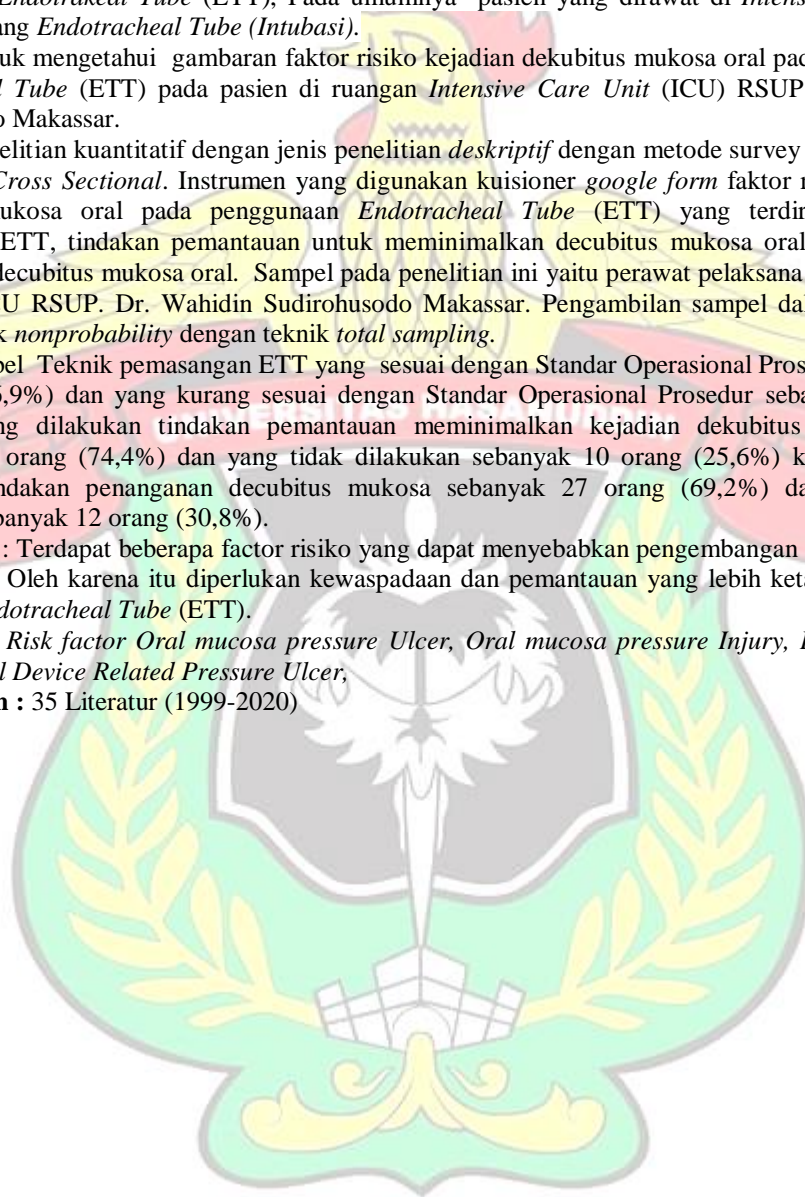 Endotrakeal Tube (ETT), Pada umumnya pasien yang dirawat di Intens
ang Endotracheal Tube (Intubasi).
uk mengetahui gambaran faktor risiko kejadian dekubitus mukosa oral pad
l Tube (ETT) pada pasien di ruangan Intensive Care Unit (ICU) RSUP
o Makassar.
elitian kuantitatif dengan jenis penelitian deskriptif dengan metode survey
Cross Sectional. Instrumen yang digunakan kuisioner google form faktor r
ukosa oral pada penggunaan Endotracheal Tube (ETT) yang terdir
ETT, tindakan pemantauan untuk meminimalkan decubitus mukosa oral
decubitus mukosa oral. Sampel pada penelitian ini yaitu perawat pelaksana
U RSUP. Dr. Wahidin Sudirohusodo Makassar. Pengambilan sampel dal
k nonprobability dengan teknik total sampling.
pel Teknik pemasangan ETT yang sesuai dengan Standar Operasional Pros
,9%) dan yang kurang sesuai dengan Standar Operasional Prosedur seba
ng dilakukan tindakan pemantauan meminimalkan kejadian dekubitus
orang (74,4%) dan yang tidak dilakukan sebanyak 10 orang (25,6%) k
ndakan penanganan decubitus mukosa sebanyak 27 orang (69,2%) da
banyak 12 orang (30,8%).
: Terdapat beberapa factor risiko yang dapat menyebabkan pengembangan
Oleh karena itu diperlukan kewaspadaan dan pemantauan yang lebih keta
dotracheal Tube (ETT).
Risk factor Oral mucosa pressure Ulcer, Oral mucosa pressure Injury,
l Device Related Pressure Ulcer,
n : 35 Literatur (1999-2020)
UNIVERSITAS HASANUDDIN